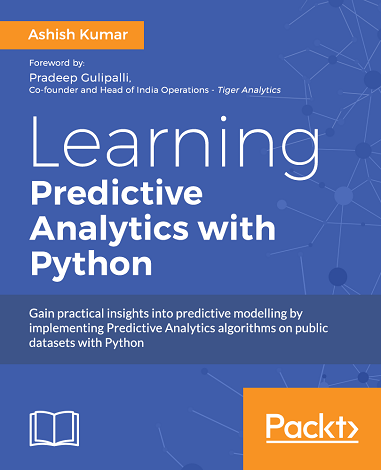 Ashish Kumar
Foreword by:
Pradeep Gulipalli,
Co-founder and Head of India Operations - Tiger Analytics
Learning
Predictive
Analytics with
Python
Gain practical insights into predictive modelling by
implementing Predictive Analytics algorithms on public
datasets with Python
Packt>